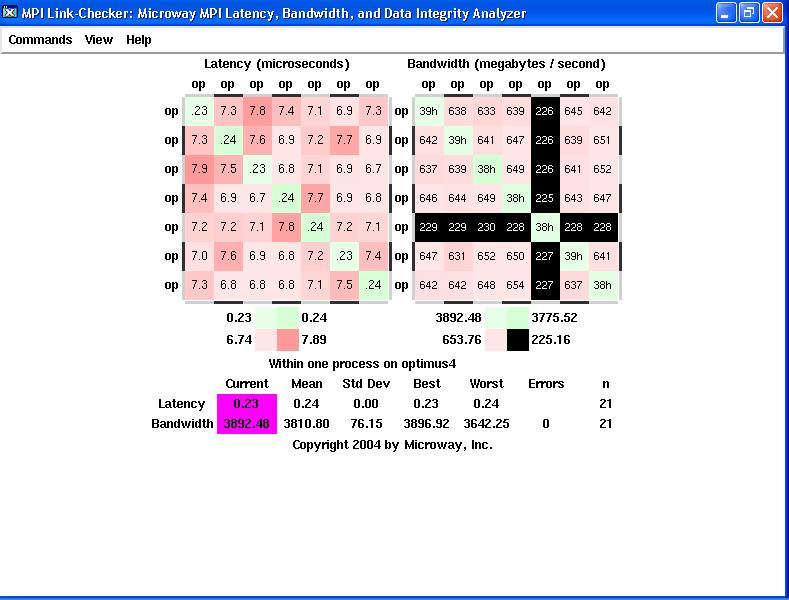 MPI Link-Checker: Microway MPI Latency, Bandwidth, and Data Integrity Analyzer
Commands View Help
Latency (microseconds) Bandwidth (megabytes / second)
op op op op op op op op op op op op op op
op .23 7.3 7.8 7.4 7.1 6.9 7.3 op 39h 638 633 639 226 645 642
op 7.3 .24 7.6 6.9 7.2 7.7 6.9 op 642 39h 641 647 226 639 651
op 7.9 7.5 .23 6.8 7.1 6.9 6.7 op 637 639 38h 649 226 641 652
op 7.4 6.9 6.7 .24 7.7 6.9 6.8 op 646 644 649 38h 225 643 647
op 7.2 7.2 7.1 7.8 .24 7.2 7.1 op 229 229 230 228 38h 228 228
op 7.0 7.6 6.9 6.8 7.2 .23 7.4 op 647 631 652 650 227 39h 641
op 7.3 6.8 6.8 6.8 7.1 7.5 .24 op 642 642 648 654 227 637 38h
0.23 0.24 3892.48 3775.52
6.74 7.89 653.76 225.16
Within one process on optimus4
Current Mean Std Dev Best Worst Errors n
Latency 0.23 0.24 0.00 0.23 0.24 21
Bandwidth 3892.48 3810.80 76.15 3896.92 3642.25 0 21
Copyright 2004 by Microway, Inc.